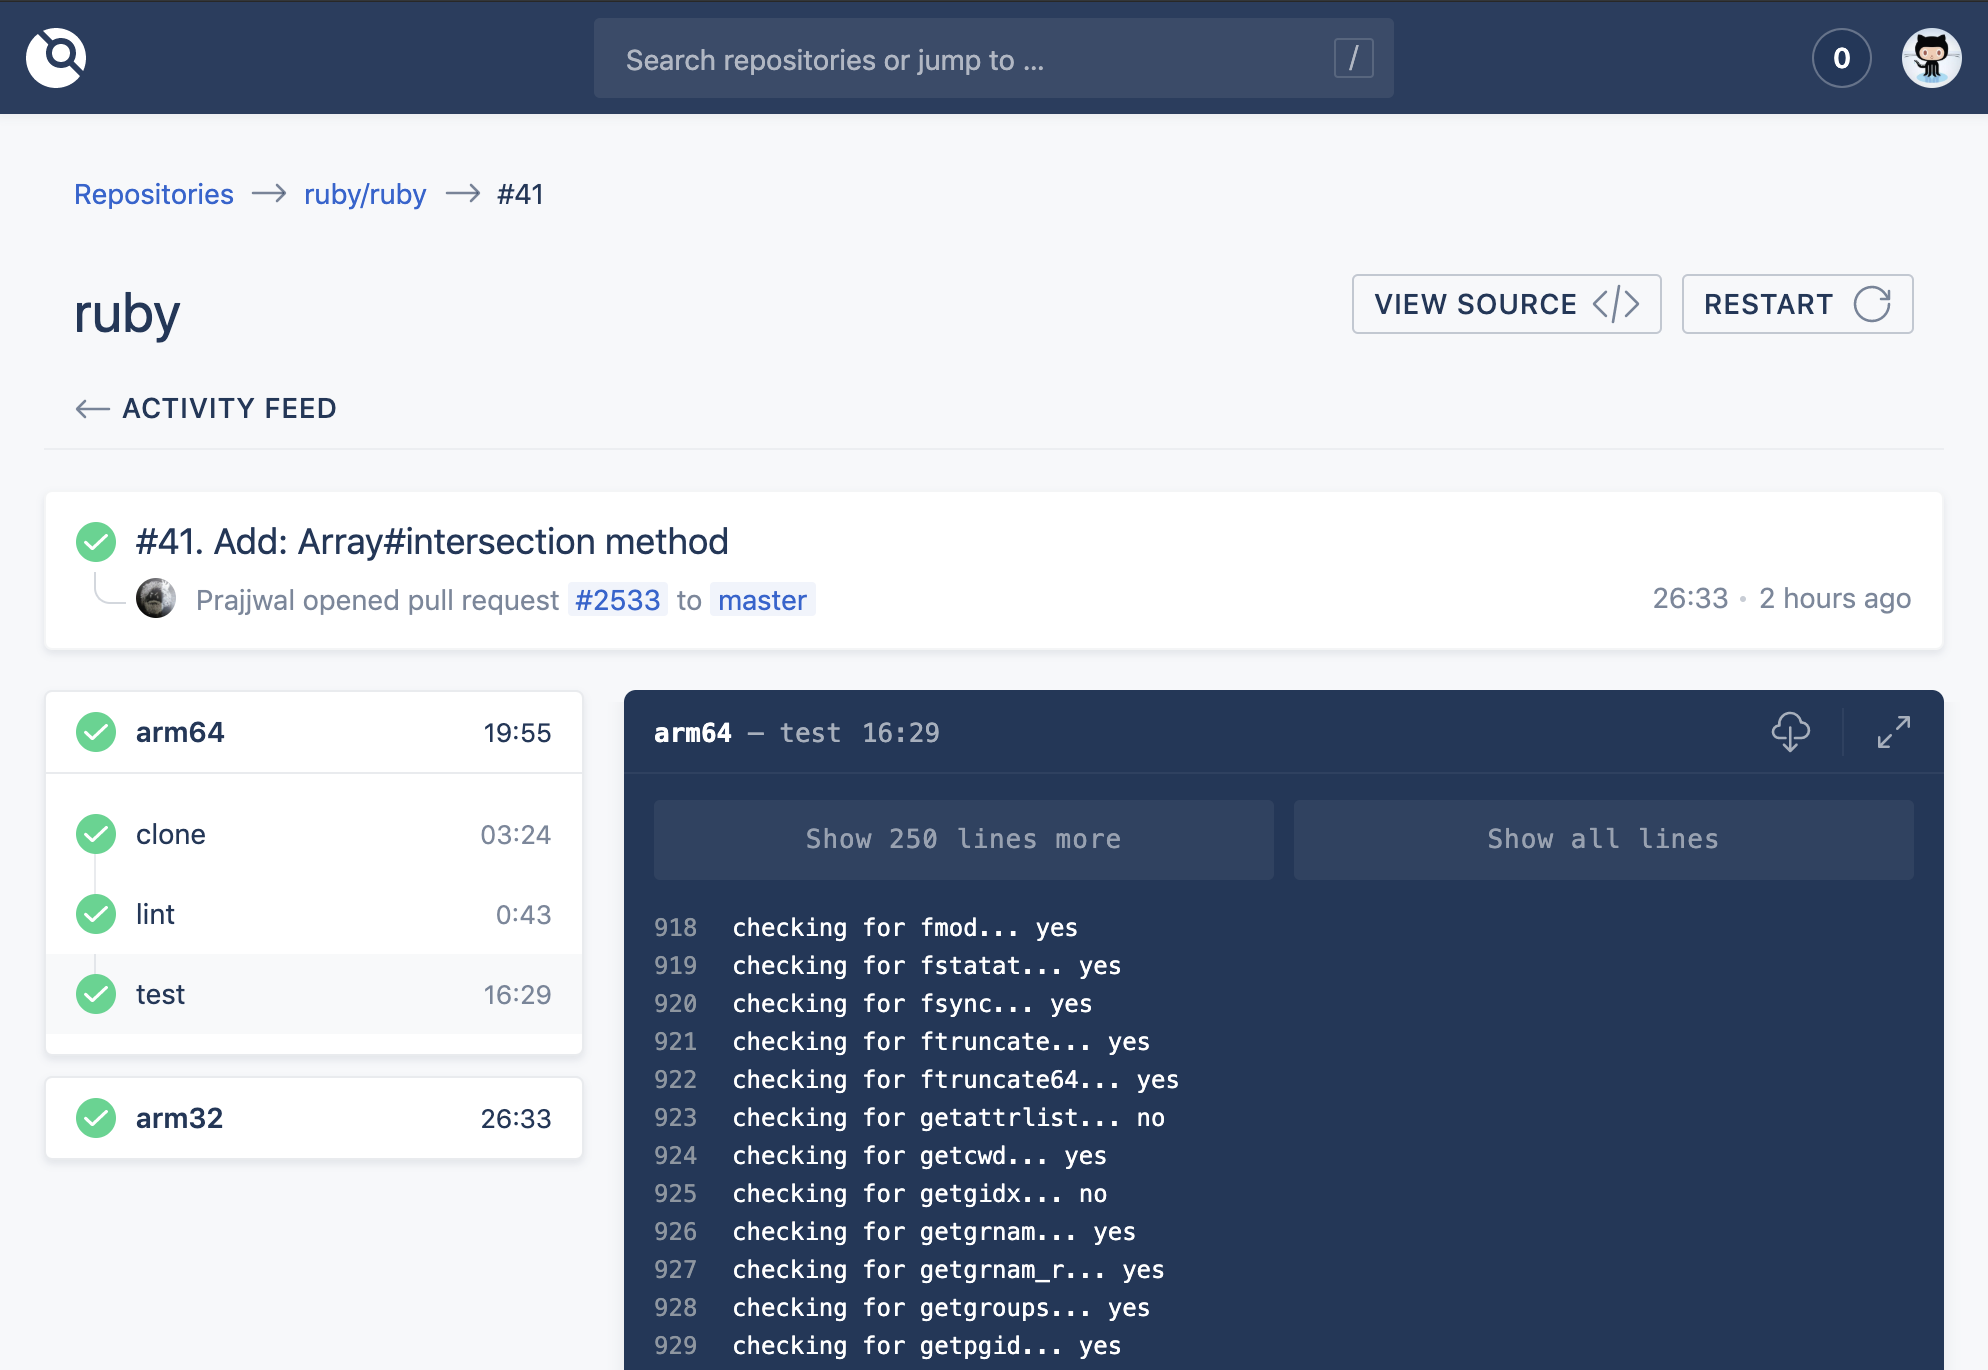 Search repositories or jump to ... /
0
Repositories → ruby/ruby → #41
ruby
VIEW SOURCE </>
RESTART
← ACTIVITY FEED
#41. Add: Array#intersection method
Prajjwal opened pull request #2533 to master
26:33 • 2 hours ago
arm64 19:55
clone 03:24
lint 0:43
test 16:29
arm32 26:33
arm64 — test 16:29
Show 250 lines more
Show all lines
918 checking for fmod... yes
919 checking for fstatat... yes
920 checking for fsync... yes
921 checking for ftruncate... yes
922 checking for ftruncate64... yes
923 checking for getattrlist... no
924 checking for getcwd... yes
925 checking for getgidx... no
926 checking for getgrnam... yes
927 checking for getgrnam_r... yes
928 checking for getgroups... yes
929 checking for getpgid... yes